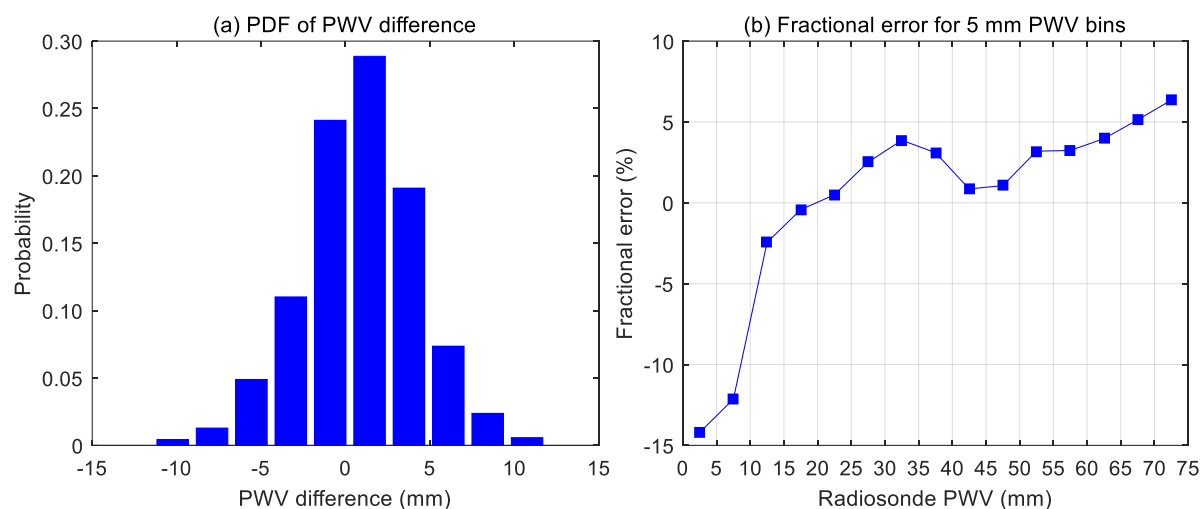 (a) PDF of PWV difference
0.30
0.25
0.20
0.15
0.10
0.05
0
Probability
-15 -10 -5 0 5 10 15
PWV difference (mm)
(b) Fractional error for 5 mm PWV bins
10
5
0
-5
-10
-15
Fractional error (%)
0 5 10 15 20 25 30 35 40 45 50 55 60 65 70 75
Radiosonde PWV (mm)